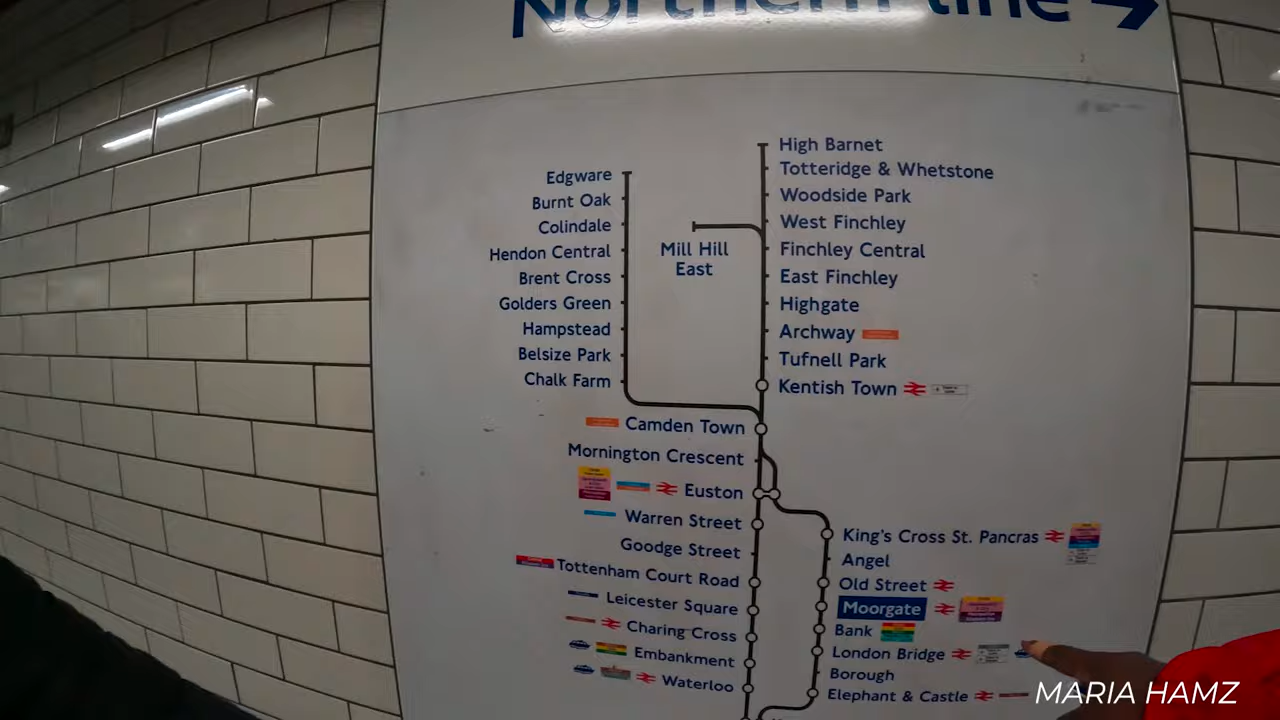 Northern line
High Barnet
Totteridge & Whetstone
Woodside Park
West Finchley
Finchley Central
East Finchley
Highgate
Archway
Tufnell Park
Kentish Town
Edgware
Burnt Oak
Colindale
Hendon Central
Brent Cross
Golders Green
Hampstead
Belsize Park
Chalk Farm
Mill Hill
East
Camden Town
Mornington Crescent
Euston
Warren Street
Goodge Street
Tottenham Court Road
Leicester Square
Charing Cross
Embankment
Waterloo
King's Cross St. Pancras
Angel
Old Street
Moorgate
Bank
London Bridge
Borough
Elephant & Castle
MARIA HAMZ